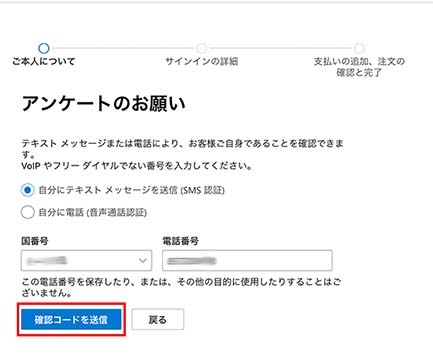 ご本人について
サインインの詳細
支払いの追加、注文の
確認と完了
アンケートのお願い
テキスト メッセージまたは電話により、お客様ご自身であることを確認できま
す。
VoIP やフリー ダイヤルでない番号を入力してください。
自分にテキスト メッセージを送信 (SMS 認証)
自分に電話 (音声通話認証)
国番号
電話番号
この電話番号を保存したり、または、その他の目的に使用したりすることはご
ざいません。
確認コードを送信
戻る